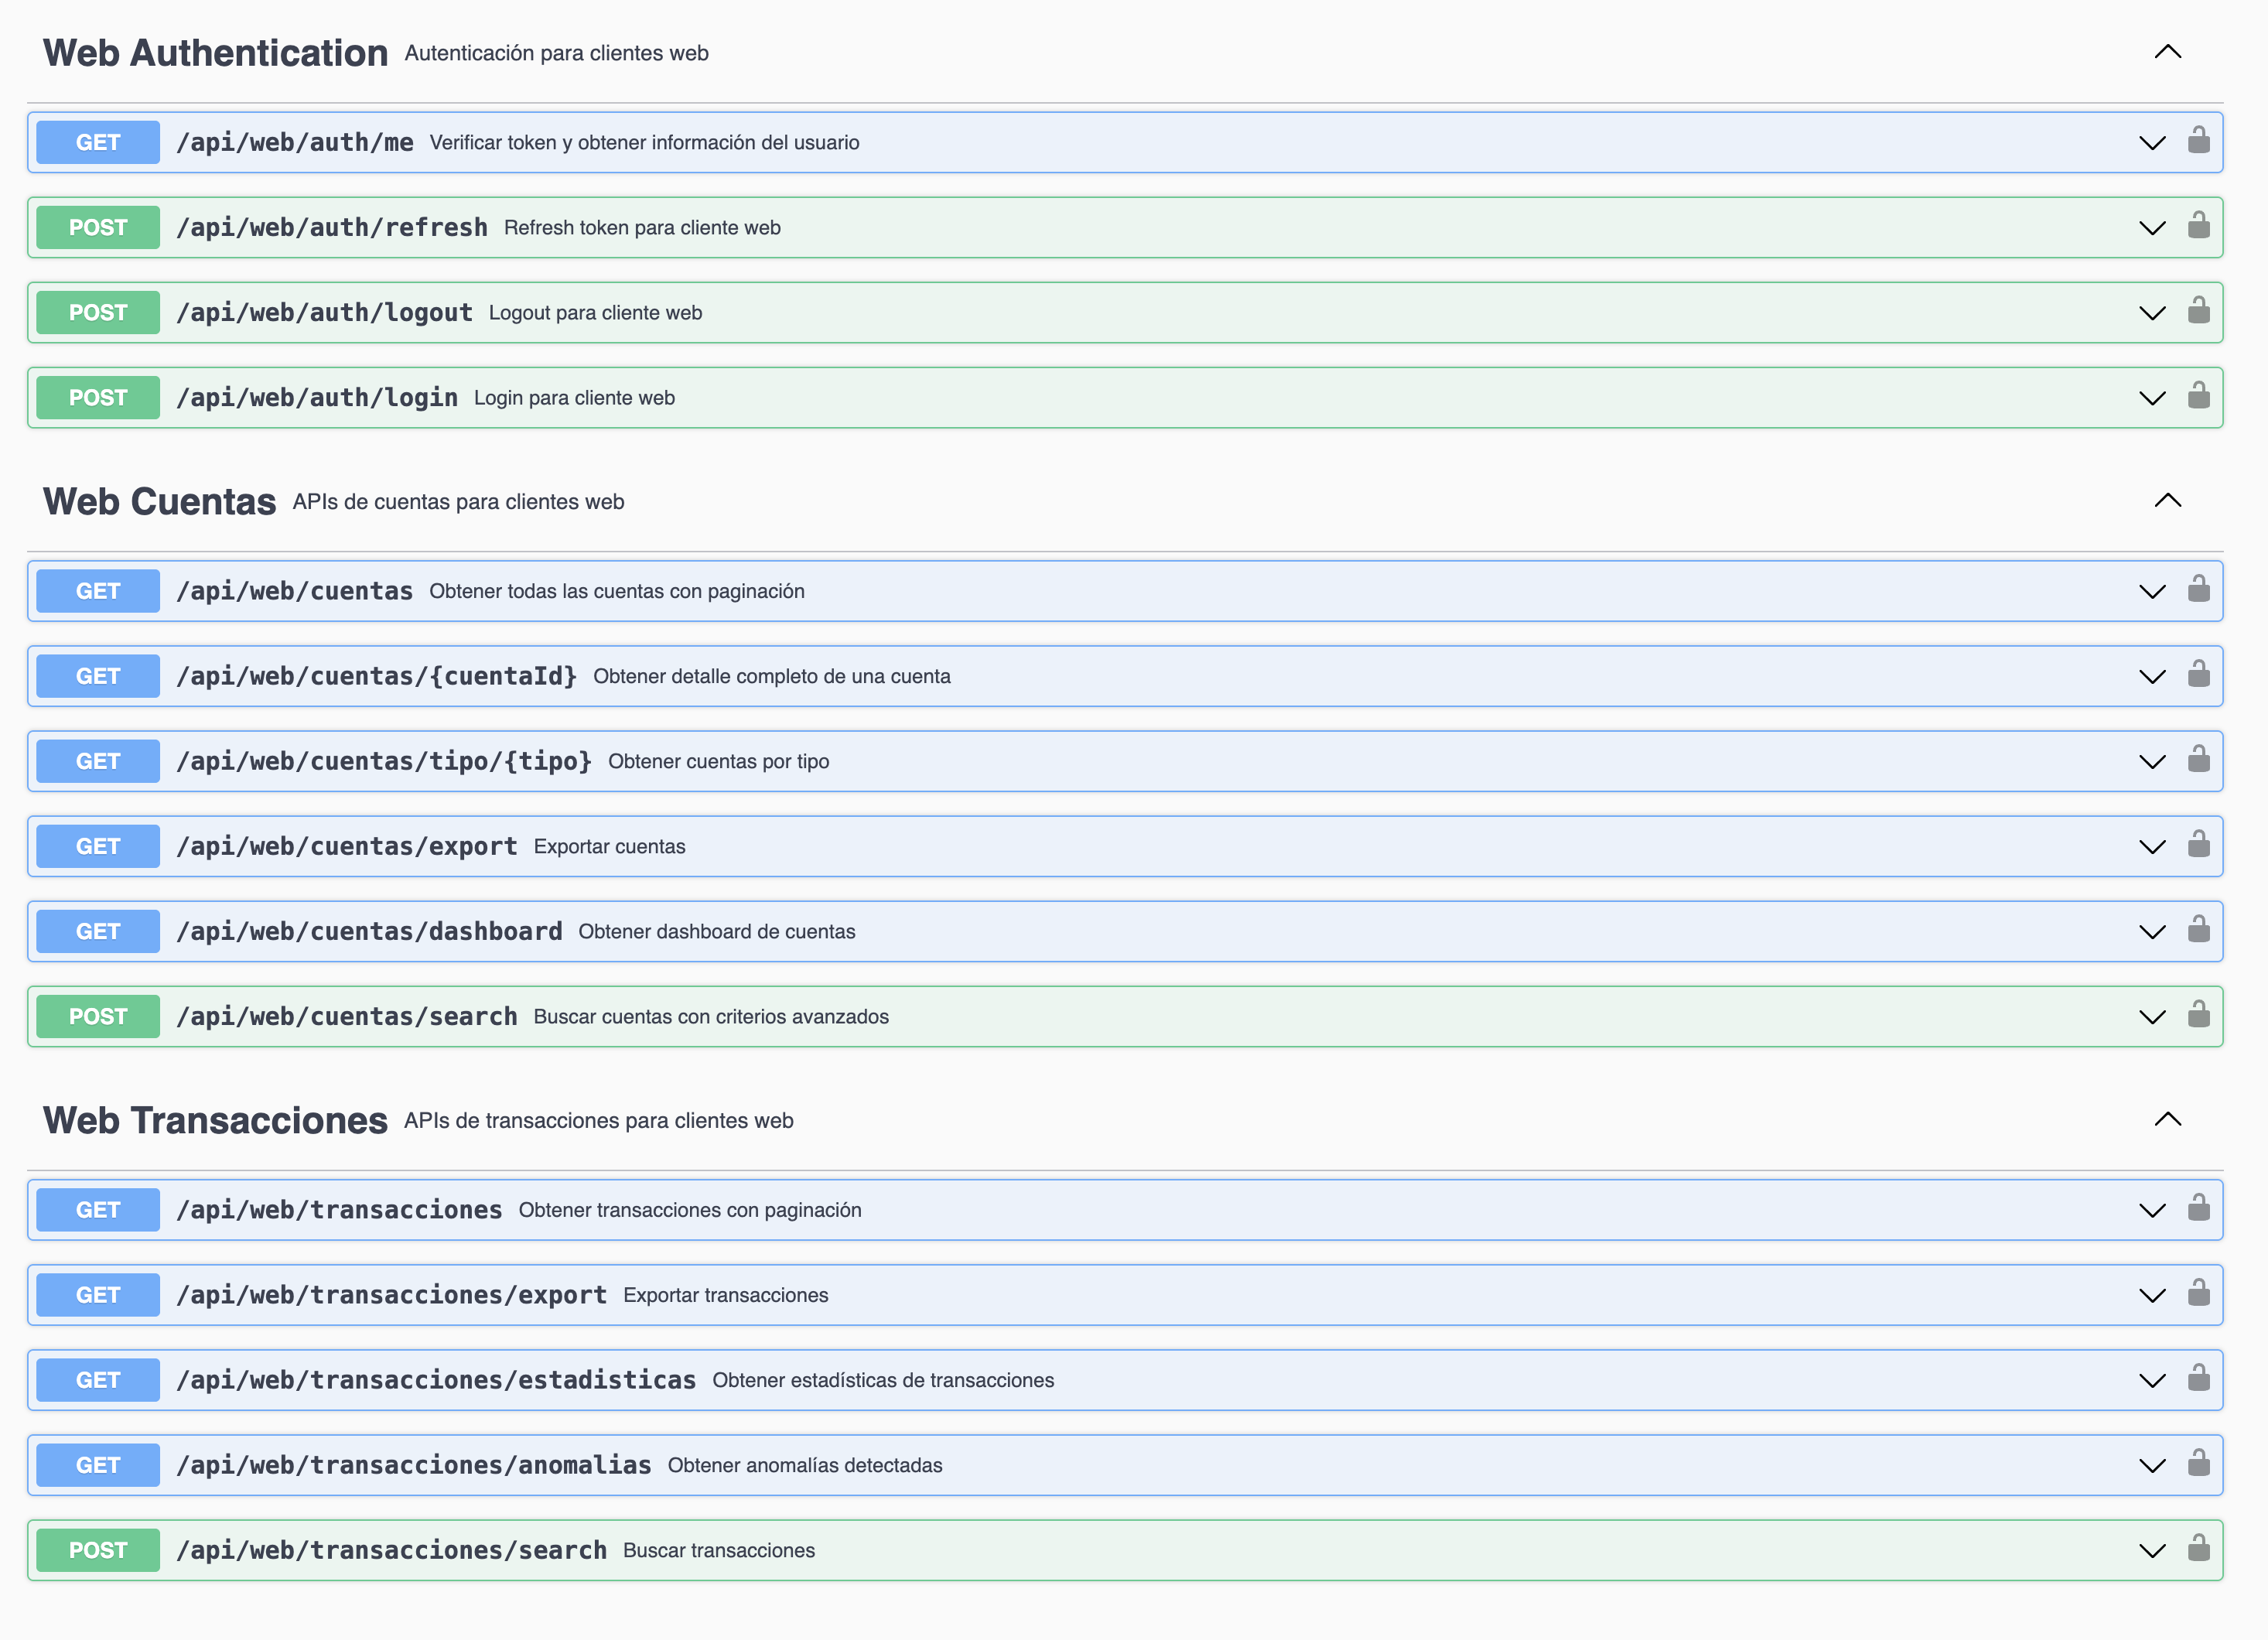 Web Authentication Autenticación para clientes web
GET /api/web/auth/me Verificar token y obtener información del usuario
POST /api/web/auth/refresh Refresh token para cliente web
POST /api/web/auth/logout Logout para cliente web
POST /api/web/auth/login Login para cliente web
Web Cuentas APIs de cuentas para clientes web
GET /api/web/cuentas Obtener todas las cuentas con paginación
GET /api/web/cuentas/{cuentaId} Obtener detalle completo de una cuenta
GET /api/web/cuentas/tipo/{tipo} Obtener cuentas por tipo
GET /api/web/cuentas/export Exportar cuentas
GET /api/web/cuentas/dashboard Obtener dashboard de cuentas
POST /api/web/cuentas/search Buscar cuentas con criterios avanzados
Web Transacciones APIs de transacciones para clientes web
GET /api/web/transacciones Obtener transacciones con paginación
GET /api/web/transacciones/export Exportar transacciones
GET /api/web/transacciones/estadisticas Obtener estadísticas de transacciones
GET /api/web/transacciones/anomalias Obtener anomalías detectadas
POST /api/web/transacciones/search Buscar transacciones